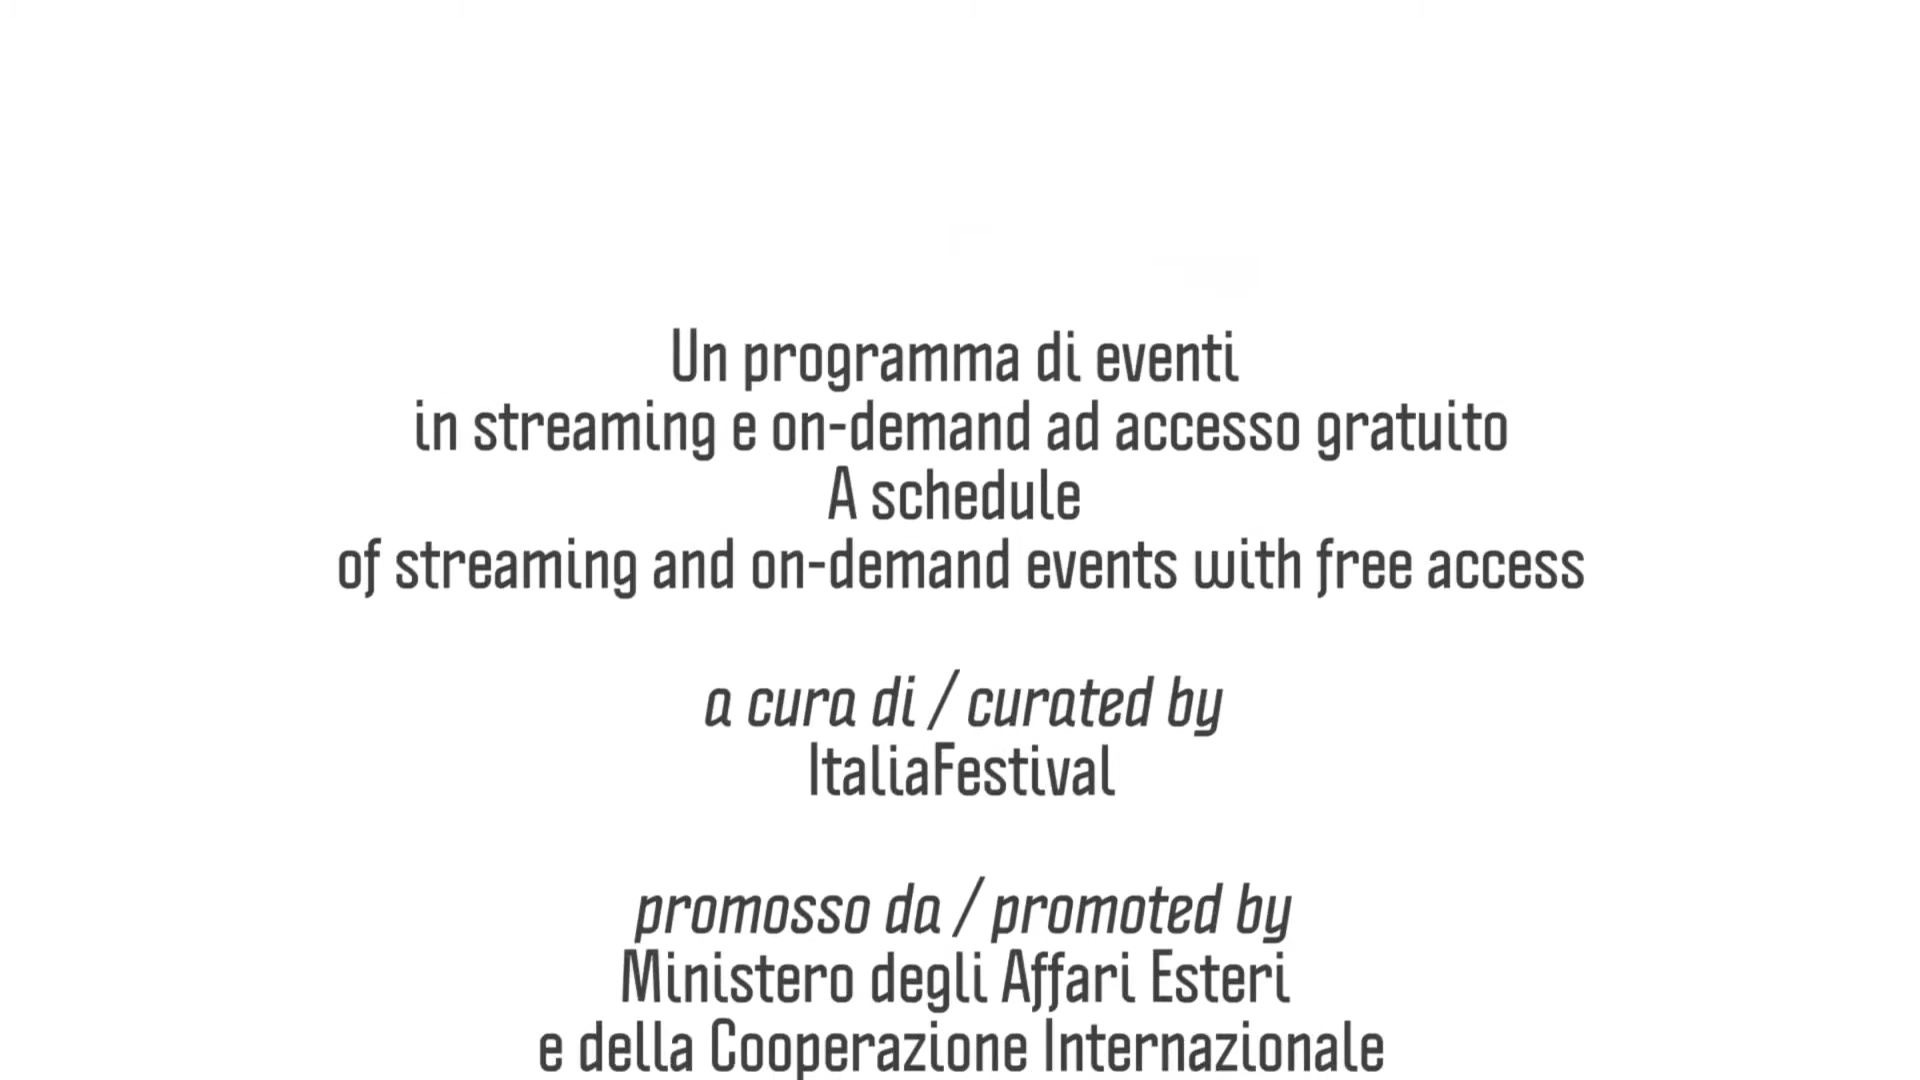 Un programma di eventi
in streaming e on-demand ad accesso gratuito
A schedule
of streaming and on-demand events with free access
a cura di / curated by
ItaliaFestival
promosso da / promoted by
Ministero degli Affari Esteri
e della Cooperazione Internazionale